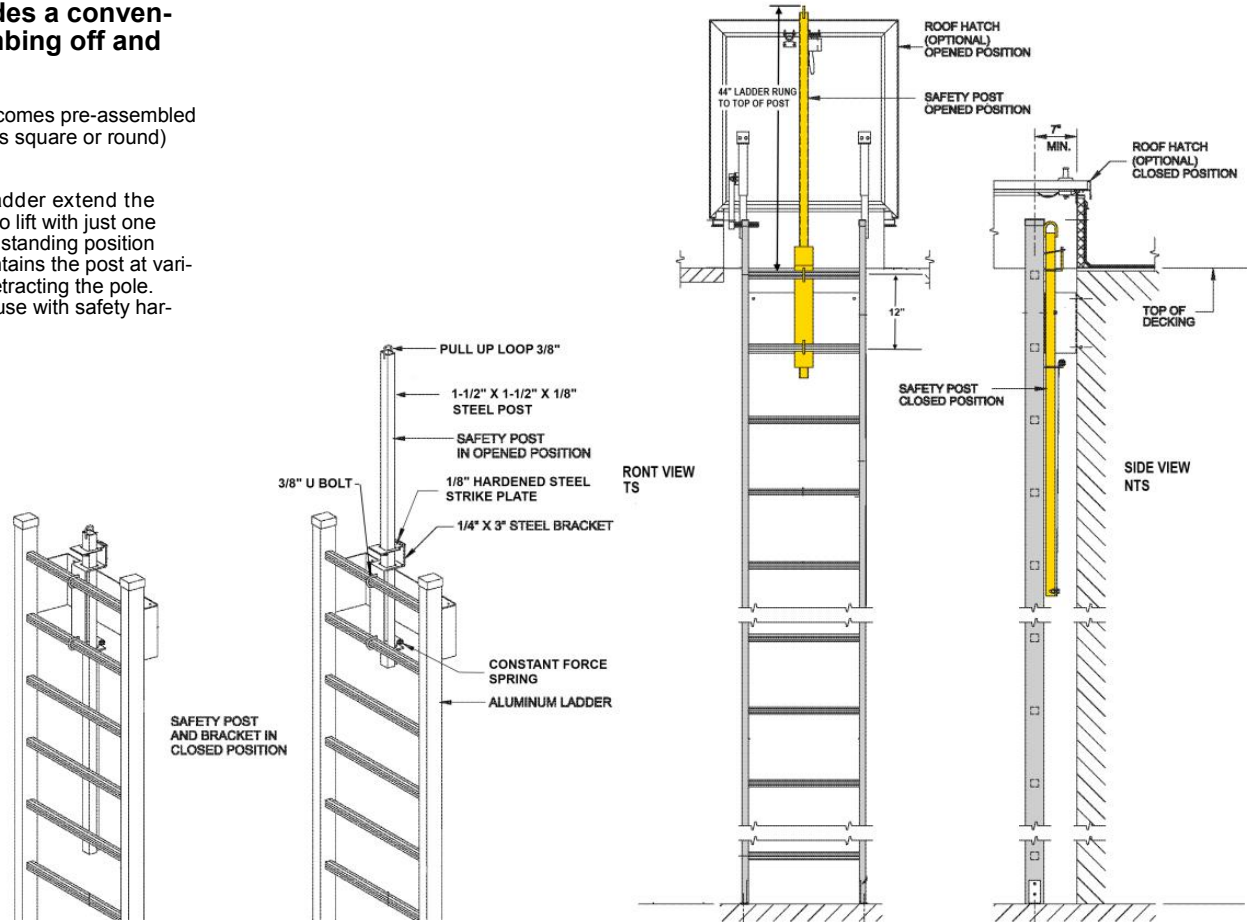 des a conven-
bing off and
comes pre-assembled
s square or round)
adder extend the
o lift with just one
standing position
ntains the post at vari-
etracting the pole.
use with safety har-
PULL UP LOOP 3/8"
1-1/2" X 1-1/2" X 1/8"
STEEL POST
SAFETY POST
IN OPENED POSITION
3/8" U BOLT
1/8" HARDENED STEEL
STRIKE PLATE
1/4" X 3" STEEL BRACKET
CONSTANT FORCE
SPRING
ALUMINUM LADDER
SAFETY POST
AND BRACKET IN
CLOSED POSITION
ROOF HATCH
(OPTIONAL)
OPENED POSITION
44" LADDER RUNG
TO TOP OF POST
SAFETY POST
OPENED POSITION
12"
RONT VIEW
TS
7"
MIN.
ROOF HATCH
(OPTIONAL)
CLOSED POSITION
TOP OF
DECKING
SAFETY POST
CLOSED POSITION
SIDE VIEW
NTS